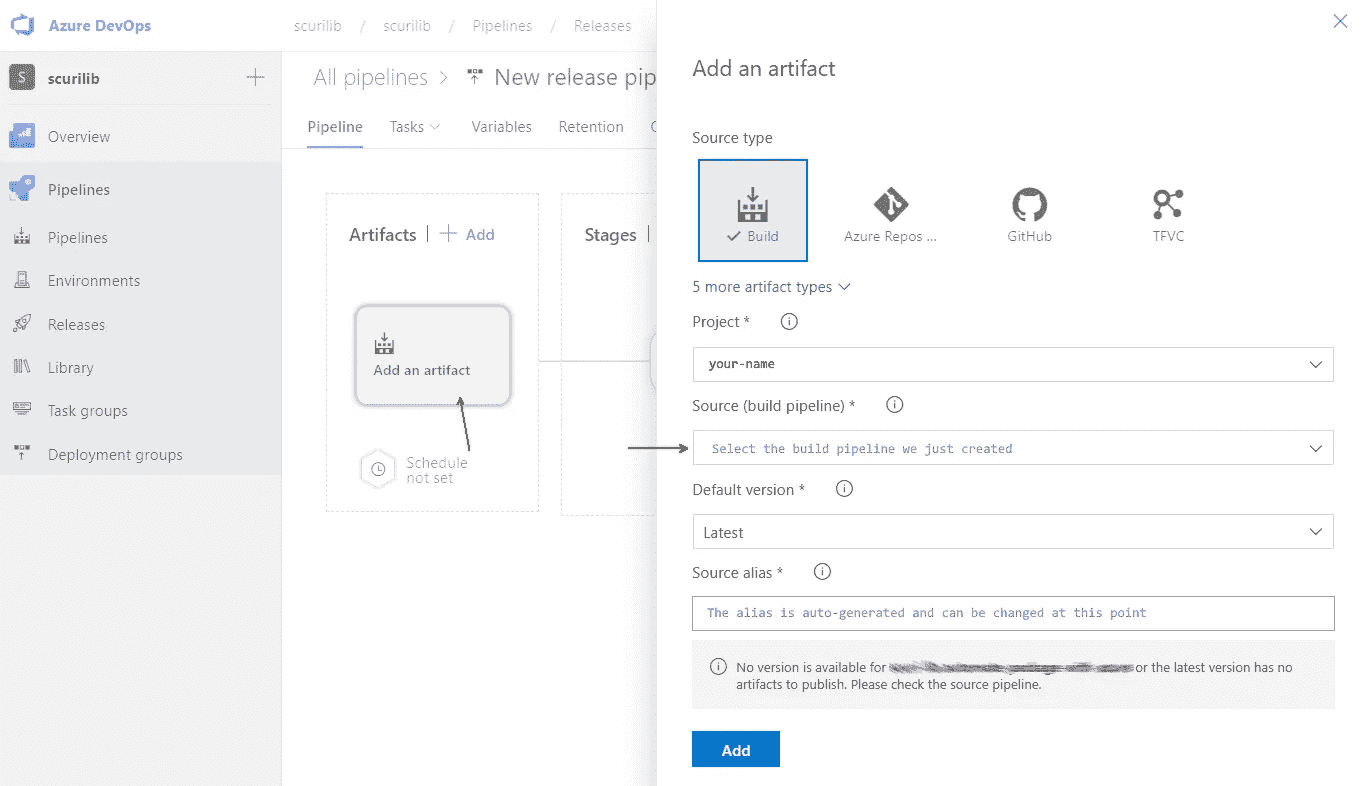 Azure DevOps
scurilib / scurilib / Pipelines / Releases
S scurilib
Overview
Pipelines
Pipelines
Environments
Releases
Library
Task groups
Deployment groups
All pipelines > New release pip
Pipeline Tasks Variables Retention
Artifacts | + Add
Add an artifact
Schedule
not set
Stages |
Add an artifact
Source type
Build
Azure Repos ...
GitHub
TFVC
5 more artifact types
Project *
your-name
Source (build pipeline) *
Select the build pipeline we just created
Default version *
Latest
Source alias *
The alias is auto-generated and can be changed at this point
No version is available for or the latest version has no
artifacts to publish. Please check the source pipeline.
Add